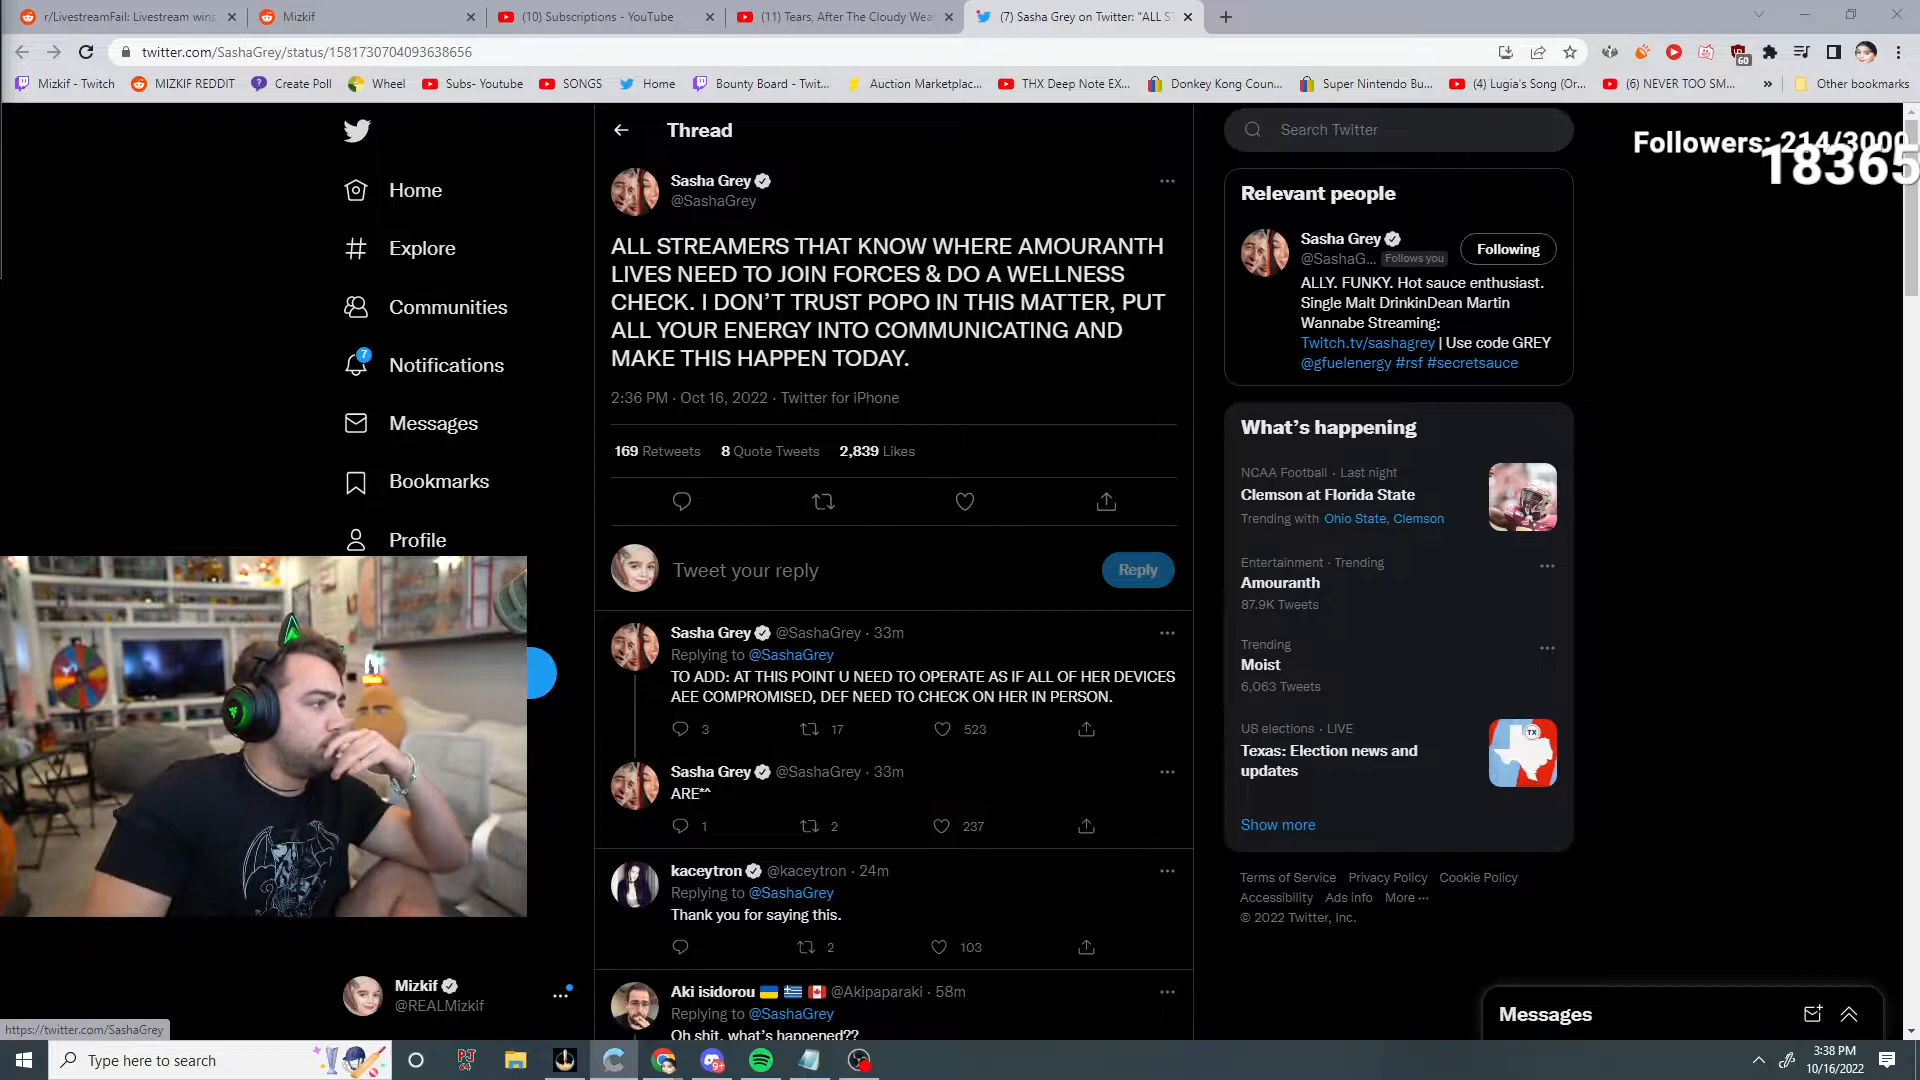 r/LivestreamFail: Livestream wins
Mizkif
(10) Subscriptions - YouTube
(11) Tears, After The Cloudy Wea
(7) Sasha Grey on Twitter: "ALL S
twitter.com/SashaGrey/status/1581730704093638656
60
Mizkif - Twitch
MIZKIF REDDIT
Create Poll
Wheel
Subs- Youtube
SONGS
Home
Bounty Board - Twit...
Auction Marketplac...
THX Deep Note EX...
Donkey Kong Coun...
Super Nintendo Bu...
(4) Lugia's Song (Or...
(6) NEVER TOO SM...
»
Other bookmarks
Home
Explore
Communities
7
Notifications
Messages
Bookmarks
Profile
Mizkif
@REALMizkif
https://twitter.com/SashaGrey
Thread
Sasha Grey
@SashaGrey
ALL STREAMERS THAT KNOW WHERE AMOURANTH
LIVES NEED TO JOIN FORCES & DO A WELLNESS
CHECK. I DON'T TRUST POPO IN THIS MATTER, PUT
ALL YOUR ENERGY INTO COMMUNICATING AND
MAKE THIS HAPPEN TODAY.
2:36 PM · Oct 16, 2022 · Twitter for iPhone
169 Retweets 8 Quote Tweets 2,839 Likes
Tweet your reply
Reply
Sasha Grey @SashaGrey · 33m
Replying to @SashaGrey
TO ADD: AT THIS POINT U NEED TO OPERATE AS IF ALL OF HER DEVICES
AEE COMPROMISED, DEF NEED TO CHECK ON HER IN PERSON.
3 17 523
Sasha Grey @SashaGrey · 33m
ARE*^
1 2 237
kaceytron @kaceytron · 24m
Replying to @SashaGrey
Thank you for saying this.
2 103
Aki isidorou @Akipaparaki · 58m
Replying to @SashaGrey
Oh shit, what's happened??
Search Twitter
Followers: 214/3000
18365
Relevant people
Sasha Grey
@SashaG... Follows you
Following
ALLY. FUNKY. Hot sauce enthusiast.
Single Malt DrinkinDean Martin
Wannabe Streaming:
Twitch.tv/sashagrey | Use code GREY
@gfuelenergy #rsf #secretsauce
What's happening
NCAA Football · Last night
Clemson at Florida State
Trending with Ohio State, Clemson
Entertainment · Trending
Amouranth
87.9K Tweets
Trending
Moist
6,063 Tweets
US elections · LIVE
Texas: Election news and
updates
TX
Show more
Terms of Service Privacy Policy Cookie Policy
Accessibility Ads info More ···
© 2022 Twitter, Inc.
Messages
Type here to search
9+
3:38 PM
10/16/2022